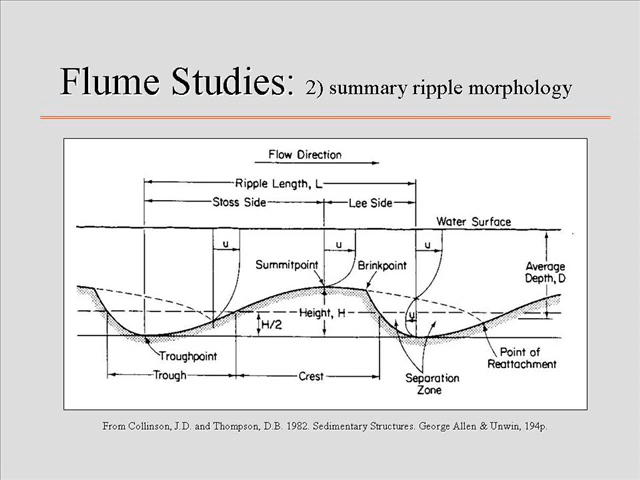 Flume Studies: 2) summary ripple morphology
Flow Direction
Ripple Length, L
Stoss Side
Lee Side
Water Surface
u
u
u
Summitpoint
Brinkpoint
Average
Depth, D
Height, H
H/2
u
Troughpoint
Point of
Reattachment
Trough
Crest
Separation
Zone
From Collinson, J.D. and Thompson, D.B. 1982. Sedimentary Structures. George Allen & Unwin, 194p.